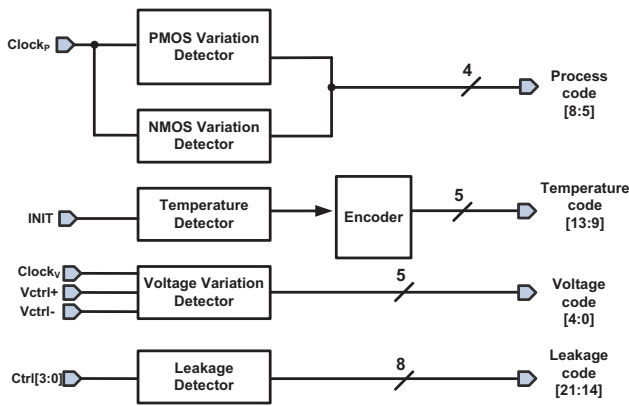 Clockₚ
PMOS Variation
Detector
NMOS Variation
Detector
4
Process
code
[8:5]
INIT
Temperature
Detector
Encoder
5
Temperature
code
[13:9]
Clockᵥ
Vctrl+
Vctrl-
Voltage Variation
Detector
5
Voltage
code
[4:0]
Ctrl[3:0]
Leakage
Detector
8
Leakage
code
[21:14]